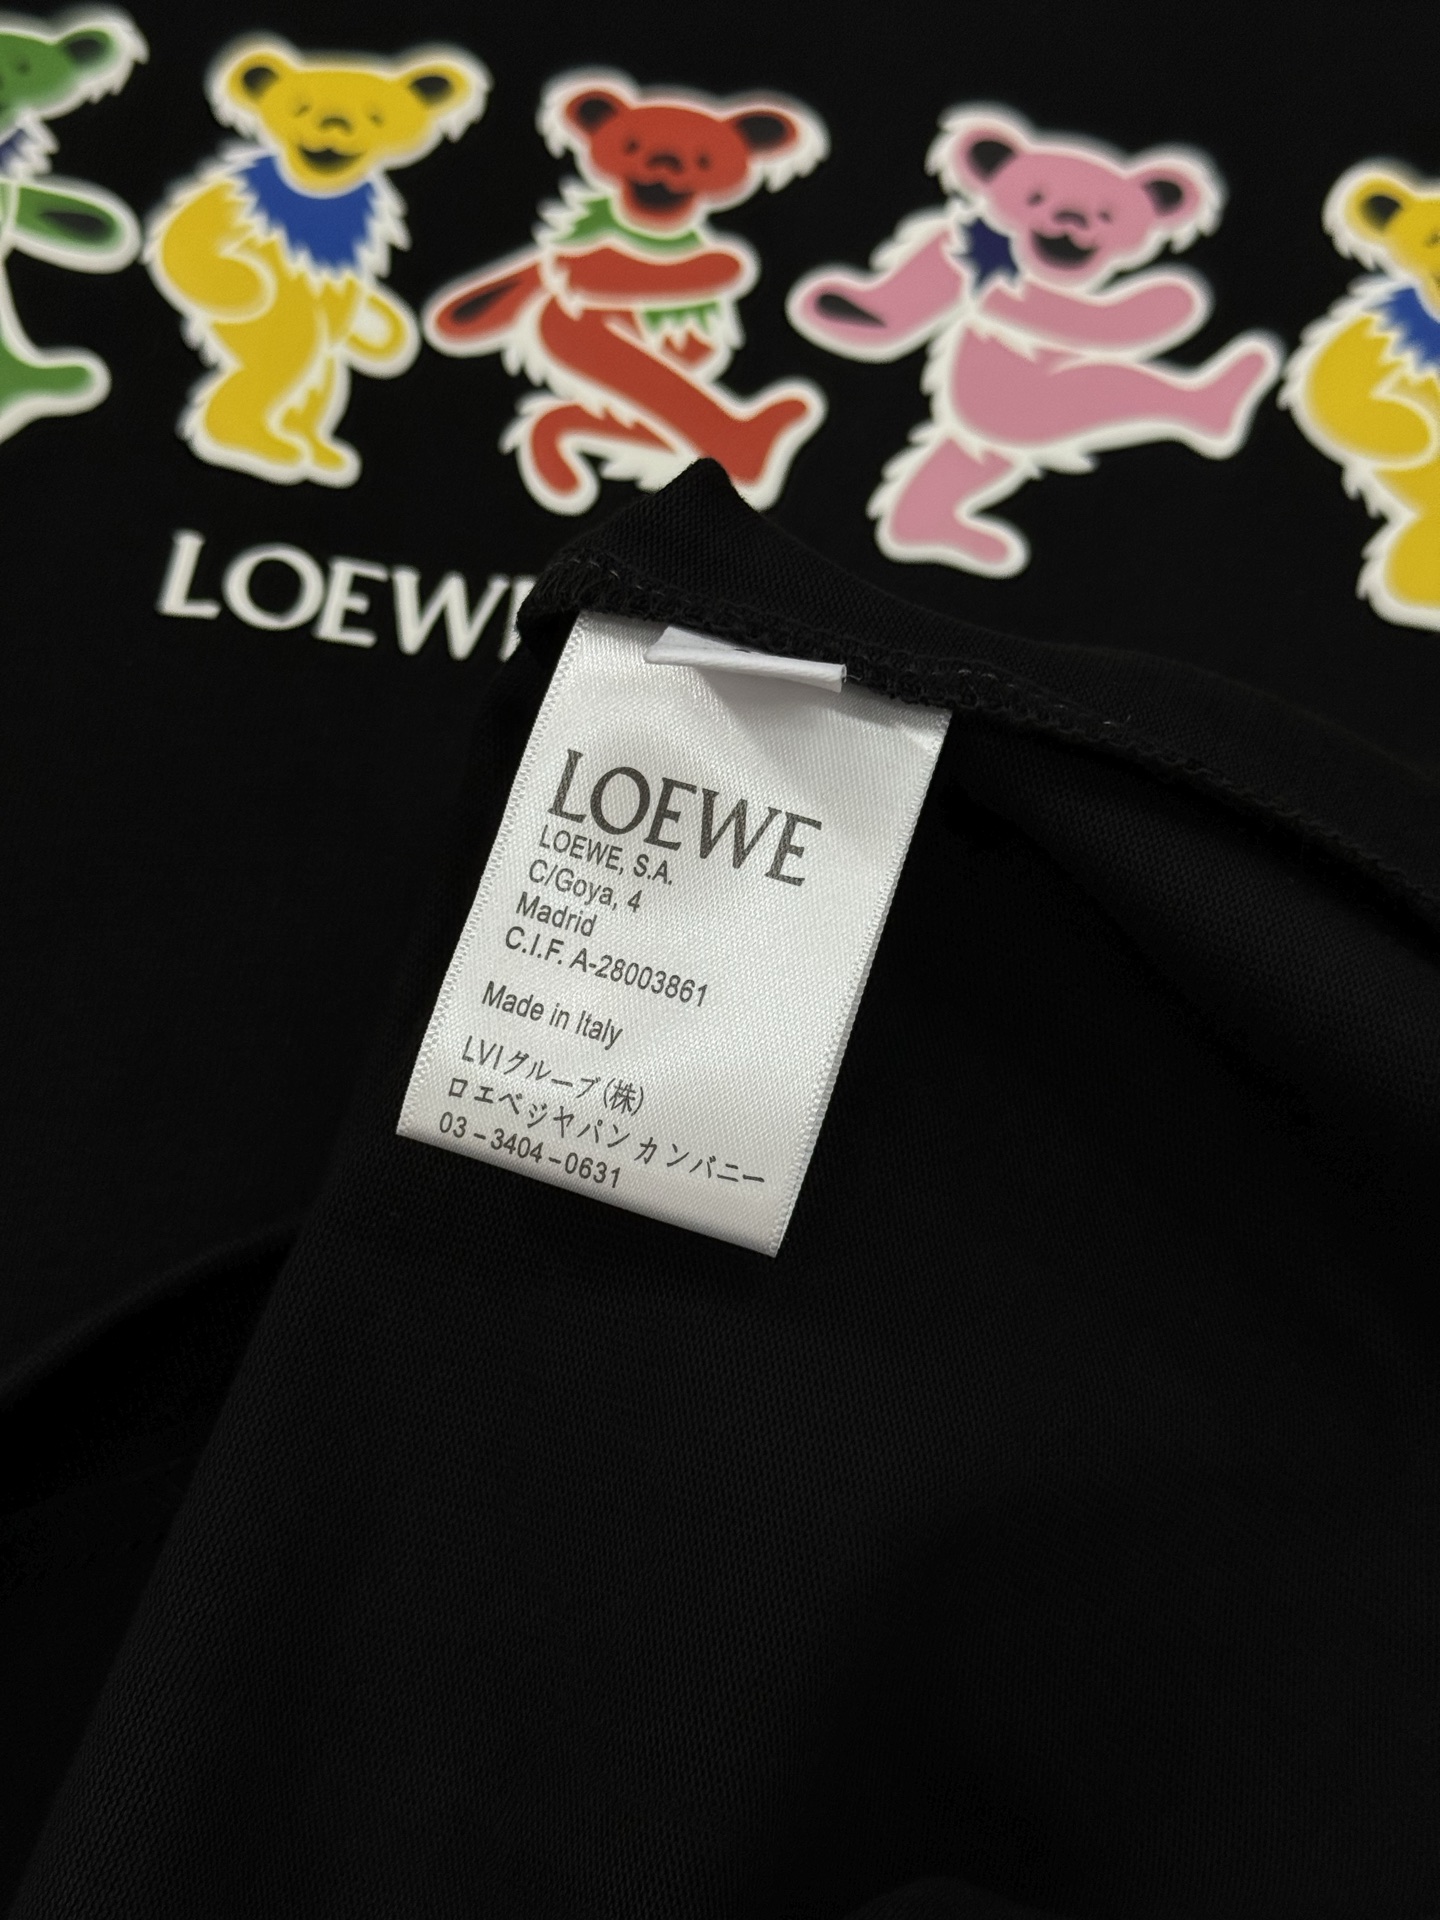 LOEWE
LOEWE
LOEWE, S.A.
C/Goya, 4
Madrid
C.I.F. A-28003861
Made in Italy
LVIグループ(株)
ロエベジャパン カンバニー
03-3404-0631